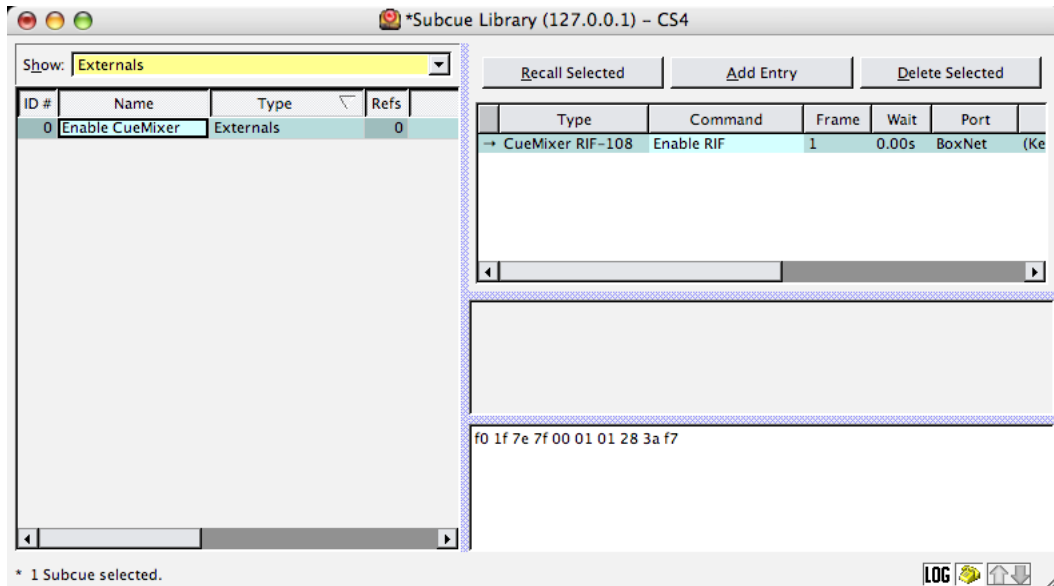 *Subcue Library (127.0.0.1) – CS4
Show: Externals
Recall Selected Add Entry Delete Selected
ID # Name Type Refs
0 Enable CueMixer Externals 0
Type Command Frame Wait Port
→ CueMixer RIF-108 Enable RIF 1 0.00s BoxNet (Ke
f0 1f 7e 7f 00 01 01 28 3a f7
* 1 Subcue selected.
LOG